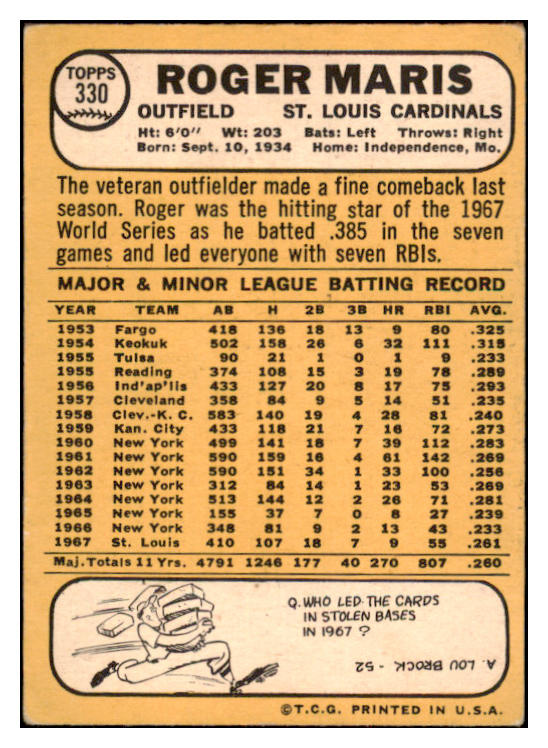 TOPPS
330
ROGER MARIS
OUTFIELD ST. LOUIS CARDINALS
Ht: 6'0" Wt: 203 Bats: Left Throws: Right
Born: Sept. 10, 1934 Home: Independence, Mo.
The veteran outfielder made a fine comeback last
season. Roger was the hitting star of the 1967
World Series as he batted .385 in the seven
games and led everyone with seven RBIs.
MAJOR & MINOR LEAGUE BATTING RECORD
YEAR TEAM AB H 2B 3B HR RBI AVG.
1953 Fargo 418 136 18 13 9 80 .325
1954 Keokuk 502 158 26 6 32 111 .315
1955 Tulsa 90 21 1 0 1 9 .233
1955 Reading 374 108 15 3 19 78 .289
1956 Ind'ap'lis 433 127 20 8 17 75 .293
1957 Cleveland 358 84 9 5 14 51 .235
1958 Clev.-K. C. 583 140 19 4 28 81 .240
1959 Kan. City 433 118 21 7 16 72 .273
1960 New York 499 141 18 7 39 112 .283
1961 New York 590 159 16 4 61 142 .269
1962 New York 590 151 34 1 33 100 .256
1963 New York 312 84 14 1 23 53 .269
1964 New York 513 144 12 2 26 71 .281
1965 New York 155 37 7 0 8 27 .239
1966 New York 348 81 9 2 13 43 .233
1967 St. Louis 410 107 18 7 9 55 .261
Maj. Totals 11 Yrs. 4791 1246 177 40 270 807 .260
Q. WHO LED THE CARDS
IN STOLEN BASES
IN 1967 ?
A. LOU BROCK - 52
©T.C.G. PRINTED IN U.S.A.